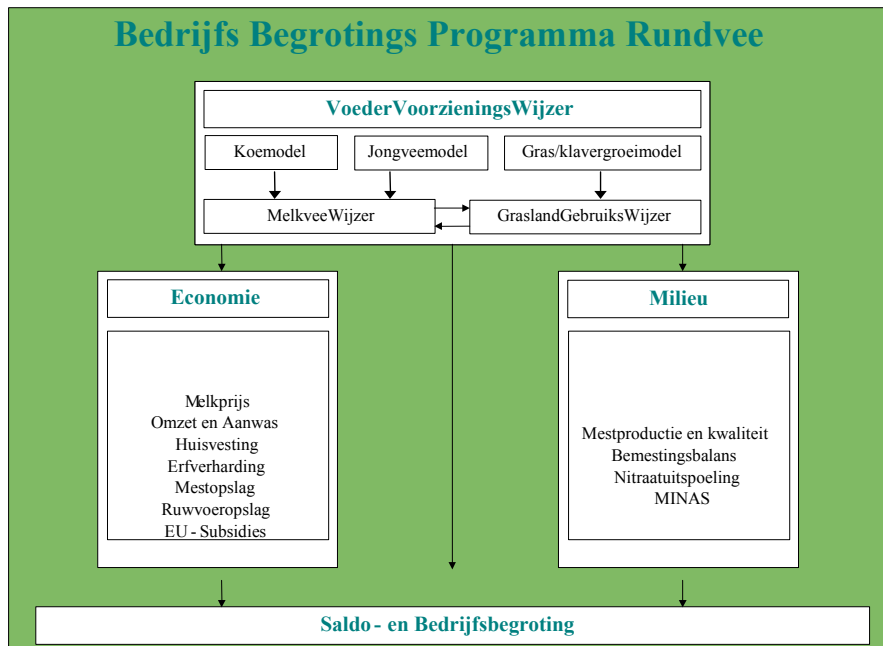 Bedrijfs Begrotings Programma Rundvee
VoederVoorzieningsWijzer
Koemodel
Jongveemodel
Gras/klavergroeimodel
MelkveeWijzer
GraslandGebruiksWijzer
Economie
Melkprijs
Omzet en Aanwas
Huisvesting
Erfverharding
Mestopslag
Ruwvoeropslag
EU - Subsidies
Milieu
Mestproductie en kwaliteit
Bemestingsbalans
Nitraatuitspoeling
MINAS
Saldo - en Bedrijfsbegroting